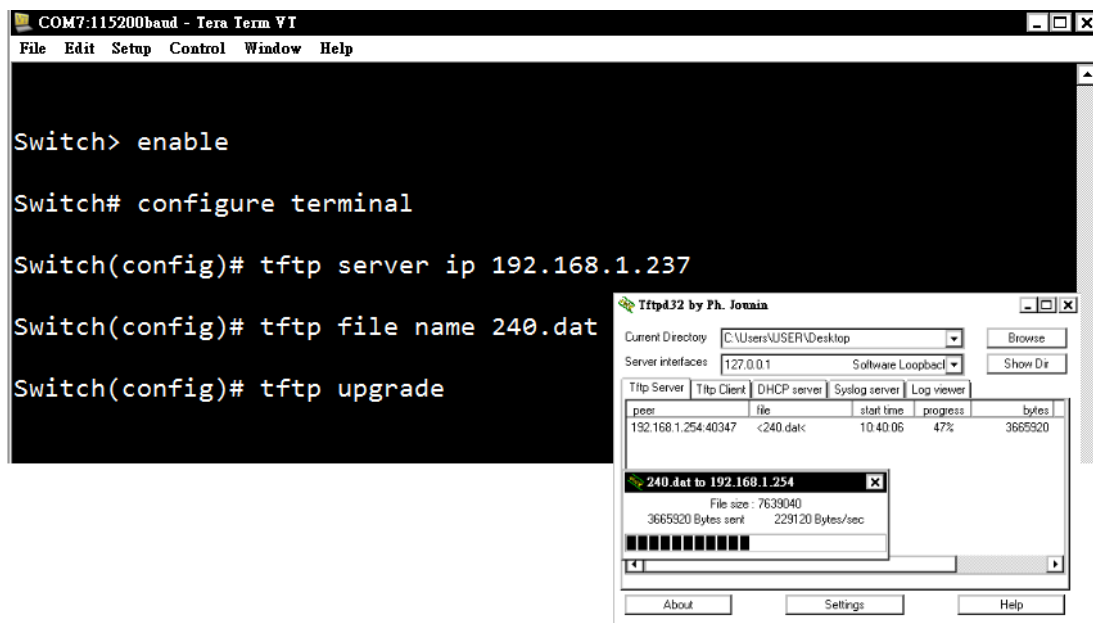 COM7:115200baud - Tera Term VT
File Edit Setup Control Window Help
Switch> enable
Switch# configure terminal
Switch(config)# tftp server ip 192.168.1.237
Switch(config)# tftp file name 240.dat
Switch(config)# tftp upgrade
Tftpd32 by Ph. Jounin
Current Directory C:\Users\USER\Desktop Browse
Server interfaces 127.0.0.1 Software Loopbacl Show Dir
Tftp Server Tftp Client DHCP server Syslog server Log viewer
peer file start time progress bytes
192.168.1.254:40347 <240.dat< 10:40:06 47% 3665920
240.dat to 192.168.1.254
File size : 7639040
3665920 Bytes sent 229120 Bytes/sec
About Settings Help